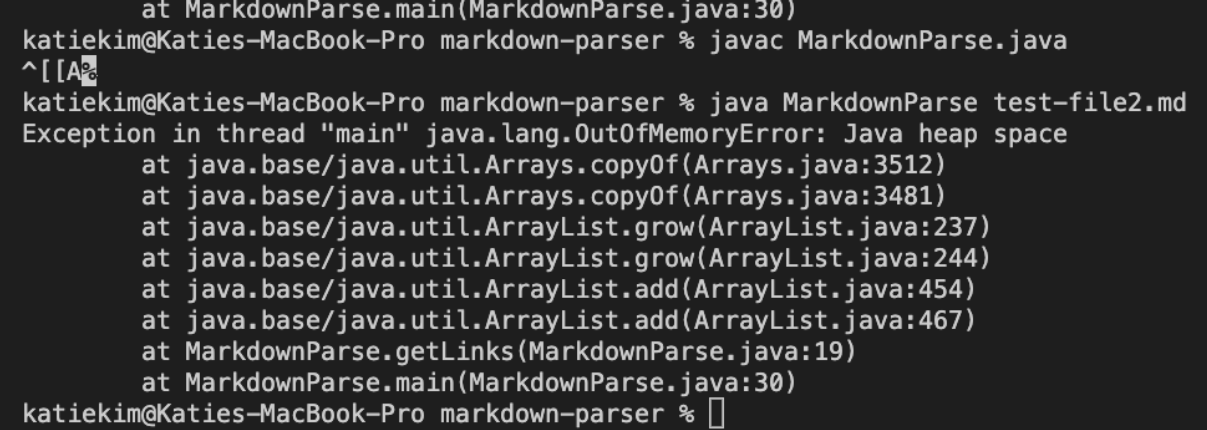 at MarkdownParse.main(MarkdownParse.java:30)
katiekim@Katies-MacBook-Pro markdown-parser % javac MarkdownParse.java
^[[A%
katiekim@Katies-MacBook-Pro markdown-parser % java MarkdownParse test-file2.md
Exception in thread "main" java.lang.OutOfMemoryError: Java heap space
at java.base/java.util.Arrays.copyOf(Arrays.java:3512)
at java.base/java.util.Arrays.copyOf(Arrays.java:3481)
at java.base/java.util.ArrayList.grow(ArrayList.java:237)
at java.base/java.util.ArrayList.grow(ArrayList.java:244)
at java.base/java.util.ArrayList.add(ArrayList.java:454)
at java.base/java.util.ArrayList.add(ArrayList.java:467)
at MarkdownParse.getLinks(MarkdownParse.java:19)
at MarkdownParse.main(MarkdownParse.java:30)
katiekim@Katies-MacBook-Pro markdown-parser %